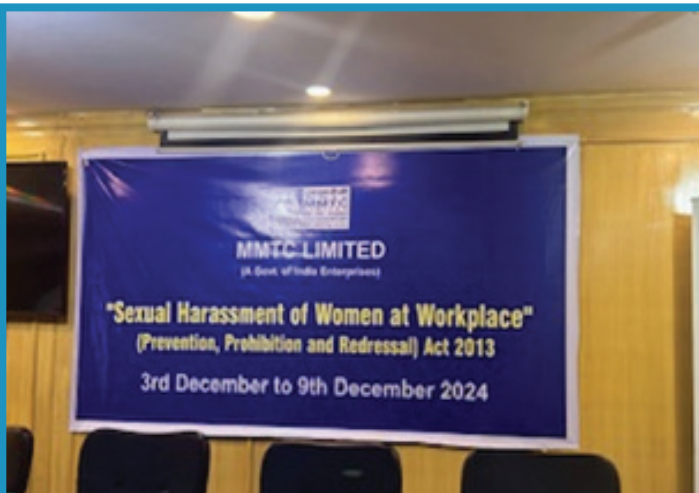 MMTC
MMTC LIMITED
(A Govt. of India Enterprises)
"Sexual Harassment of Women at Workplace"
(Prevention, Prohibition and Redressal) Act 2013
3rd December to 9th December 2024